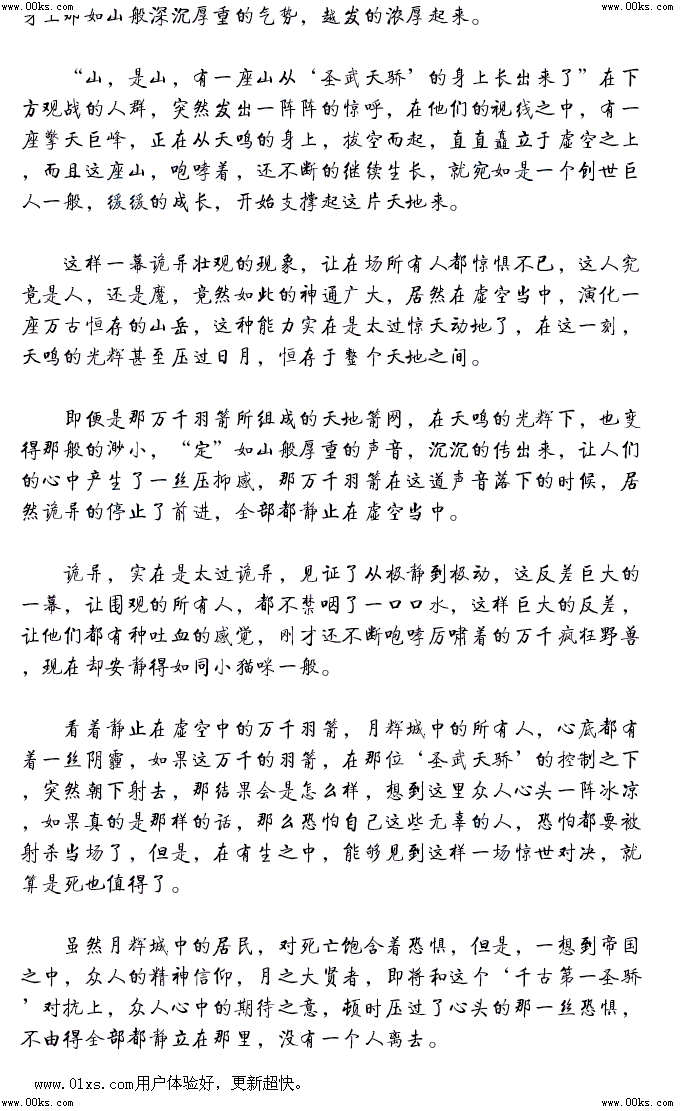 www.00ks.com
www.00ks.com
身上那如山般深沉厚重的气势，越发的浓厚起来。
“山，是山，有一座山从‘圣武天骄’的身上长出来了”在下
方观战的人群，突然发出一阵阵的惊呼，在他们的视线之中，有一
座擎天巨峰，正在从天鸣的身上，拔空而起，直直矗立于虚空之上
，而且这座山，咆哮着，还不断的继续生长，就宛如是一个创世巨
人一般，缓缓的成长，开始支撑起这片天地来。
这样一幕诡异壮观的现象，让在场所有人都惊惧不已，这人究
竟是人，还是魔，竟然如此的神通广大，居然在虚空当中，演化一
座万古恒存的山岳，这种能力实在是太过惊天动地了，在这一刻，
天鸣的光辉甚至压过日月，恒存于整个天地之间。
即便是那万千羽箭所组成的天地箭网，在天鸣的光辉下，也变
得那般的渺小，“定”如山般厚重的声音，沉沉的传出来，让人们
的心中产生了一丝压抑感，那万千羽箭在这道声音落下的时候，居
然诡异的停止了前进，全部都静止在虚空当中。
诡异，实在是太过诡异，见证了从极静到极动，这反差巨大的
一幕，让围观的所有人，都不禁咽了一口口水，这样巨大的反差，
让他们都有种吐血的感觉，刚才还不断咆哮厉啸着的万千疯狂野兽
，现在却安静得如同小猫咪一般。
看着静止在虚空中的万千羽箭，月辉城中的所有人，心底都有
着一丝阴霾，如果这万千的羽箭，在那位‘圣武天骄’的控制之下
，突然朝下射去，那结果会是怎么样，想到这里众人心头一阵冰凉
，如果真的是那样的话，那么恐怕自己这些无辜的人，恐怕都要被
射杀当场了，但是，在有生之中，能够见到这样一场惊世对决，就
算是死也值得了。
虽然月辉城中的居民，对死亡饱含着恐惧，但是，一想到帝国
之中，众人的精神信仰，月之大贤者，即将和这个‘千古第一圣骄
’对抗上，众人心中的期待之意，顿时压过了心头的那一丝恐惧，
不由得全部都静立在那里，没有一个人离去。
www.01xs.com用户体验好，更新超快。
www.00ks.com
www.00ks.com